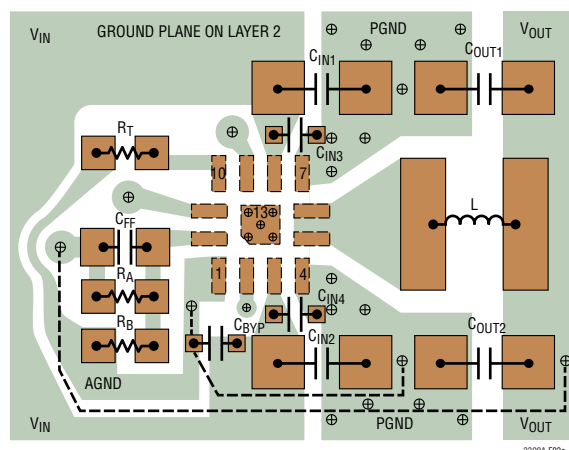 VIN
GROUND PLANE ON LAYER 2
PGND
VOUT
CIN1
COUT1
RT
CIN3
10
7
CFF
13
L
RA
1
4
CIN4
RB
CBYP
CIN2
COUT2
AGND
VIN
PGND
VOUT